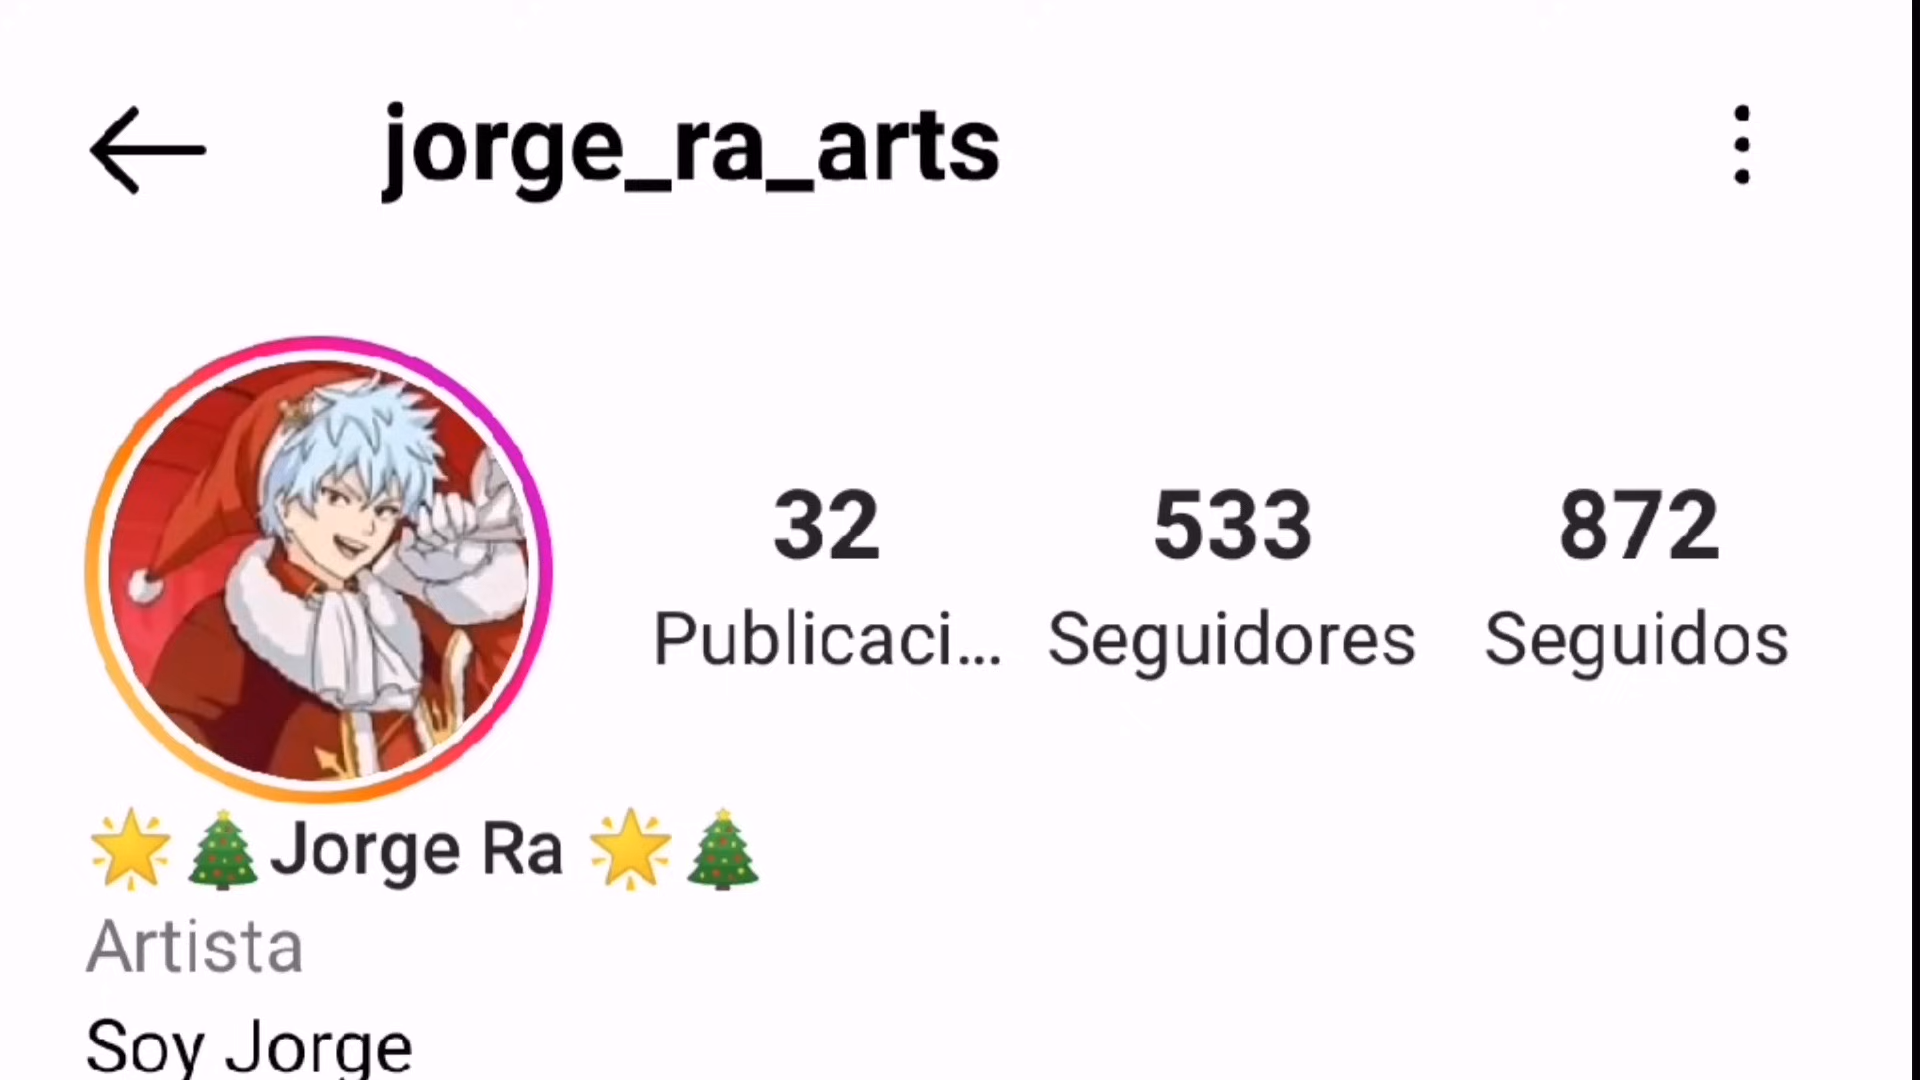 jorge_ra_arts
32 533 872
Publicaci... Seguidores Seguidos
🌟🎄Jorge Ra 🌟🎄
Artista
Soy Jorge